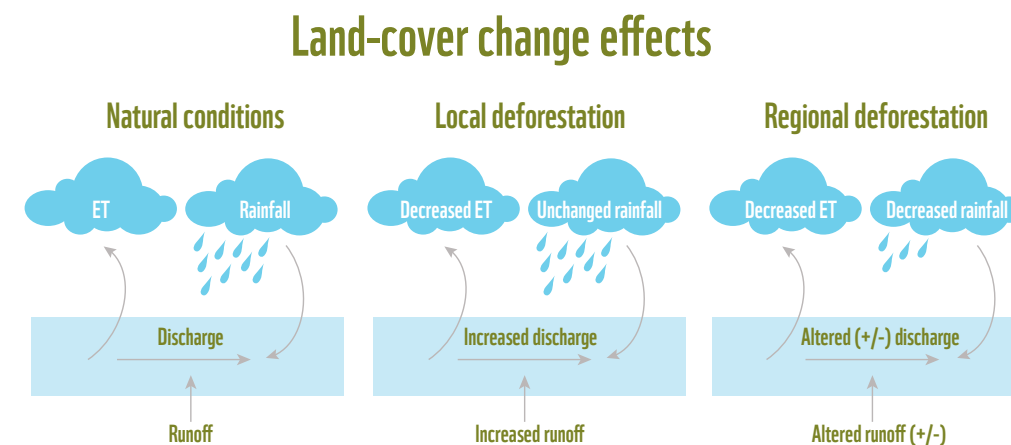 Land-cover change effects
Natural conditions
Local deforestation
Regional deforestation
ET
Rainfall
Decreased ET
Unchanged rainfall
Decreased ET
Decreased rainfall
Discharge
Increased discharge
Altered (+/-) discharge
Runoff
Increased runoff
Altered runoff (+/-)